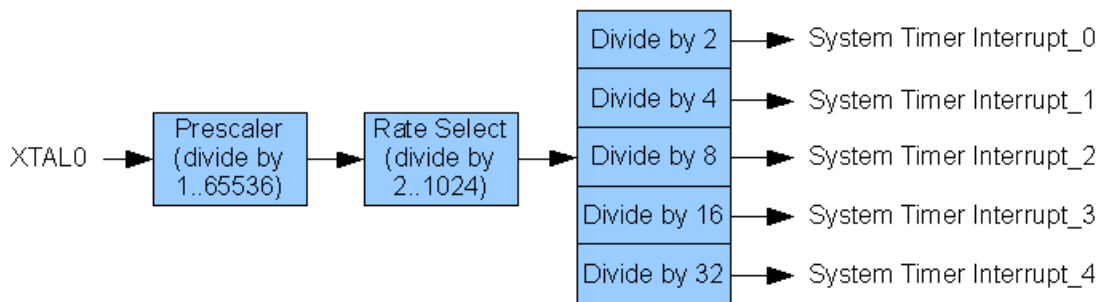 Divide by 2 System Timer Interrupt_0
Divide by 4 System Timer Interrupt_1
XTAL0
Prescaler
(divide by
1..65536)
Rate Select
(divide by
2..1024)
Divide by 8 System Timer Interrupt_2
Divide by 16 System Timer Interrupt_3
Divide by 32 System Timer Interrupt_4